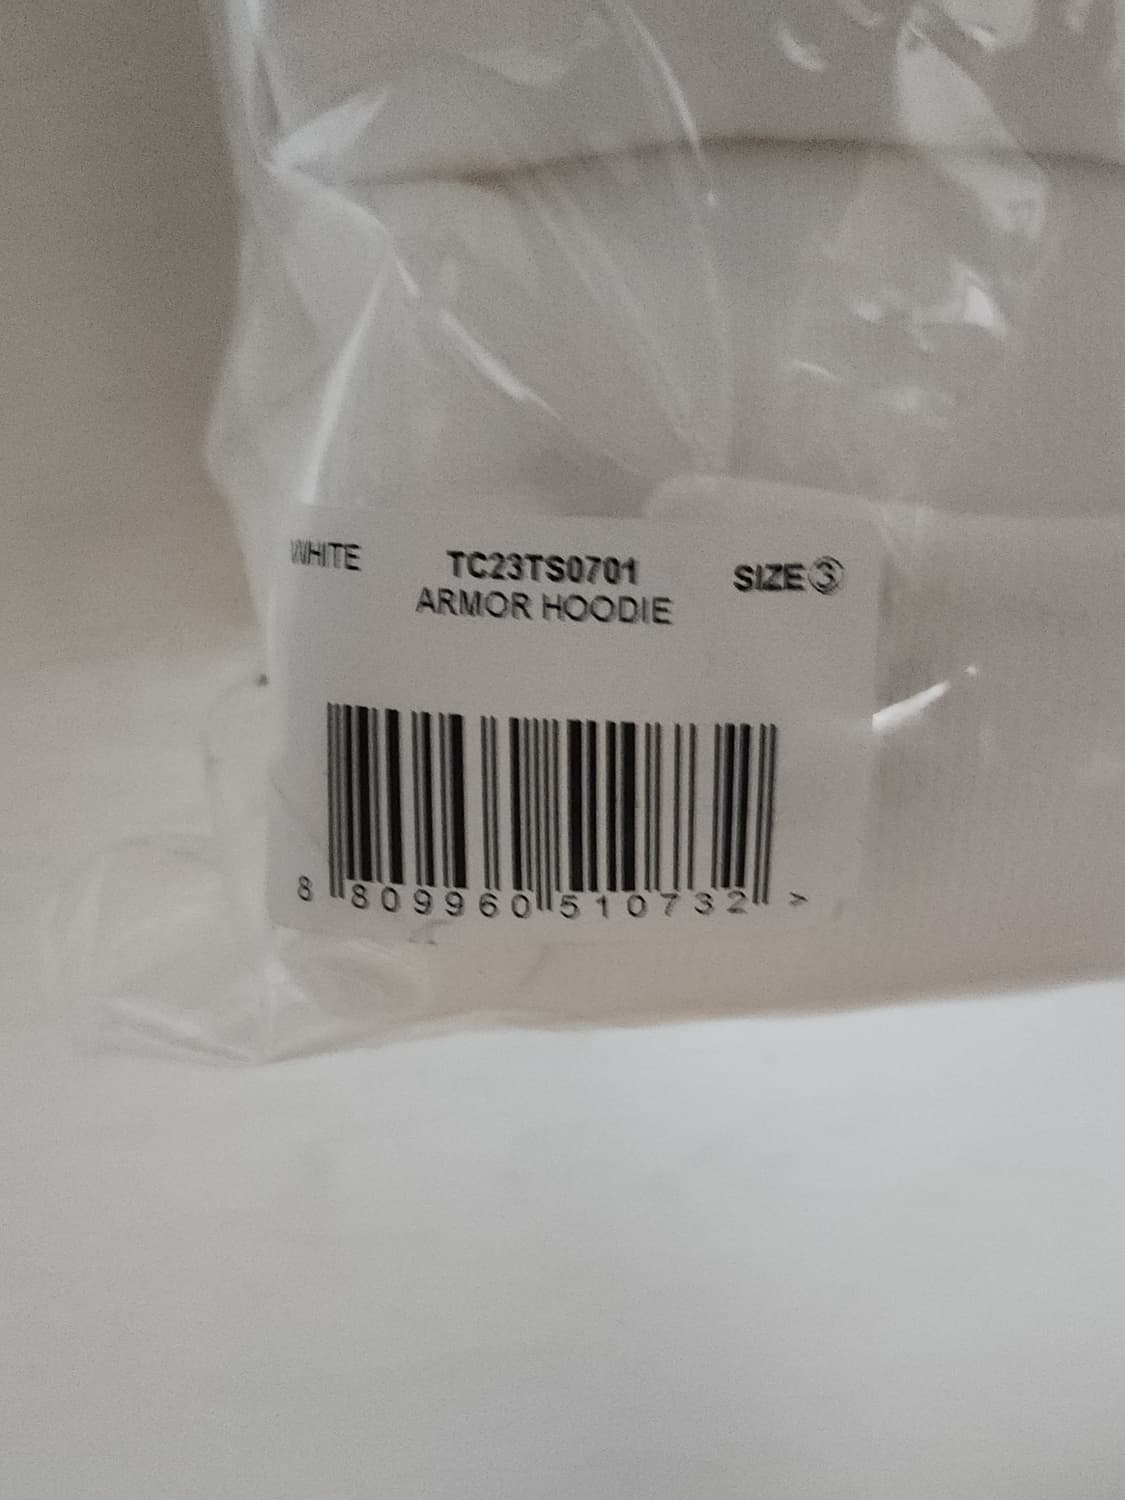 WHITE TC23TS0701 SIZE③
ARMOR HOODIE
8 809960 510732 >